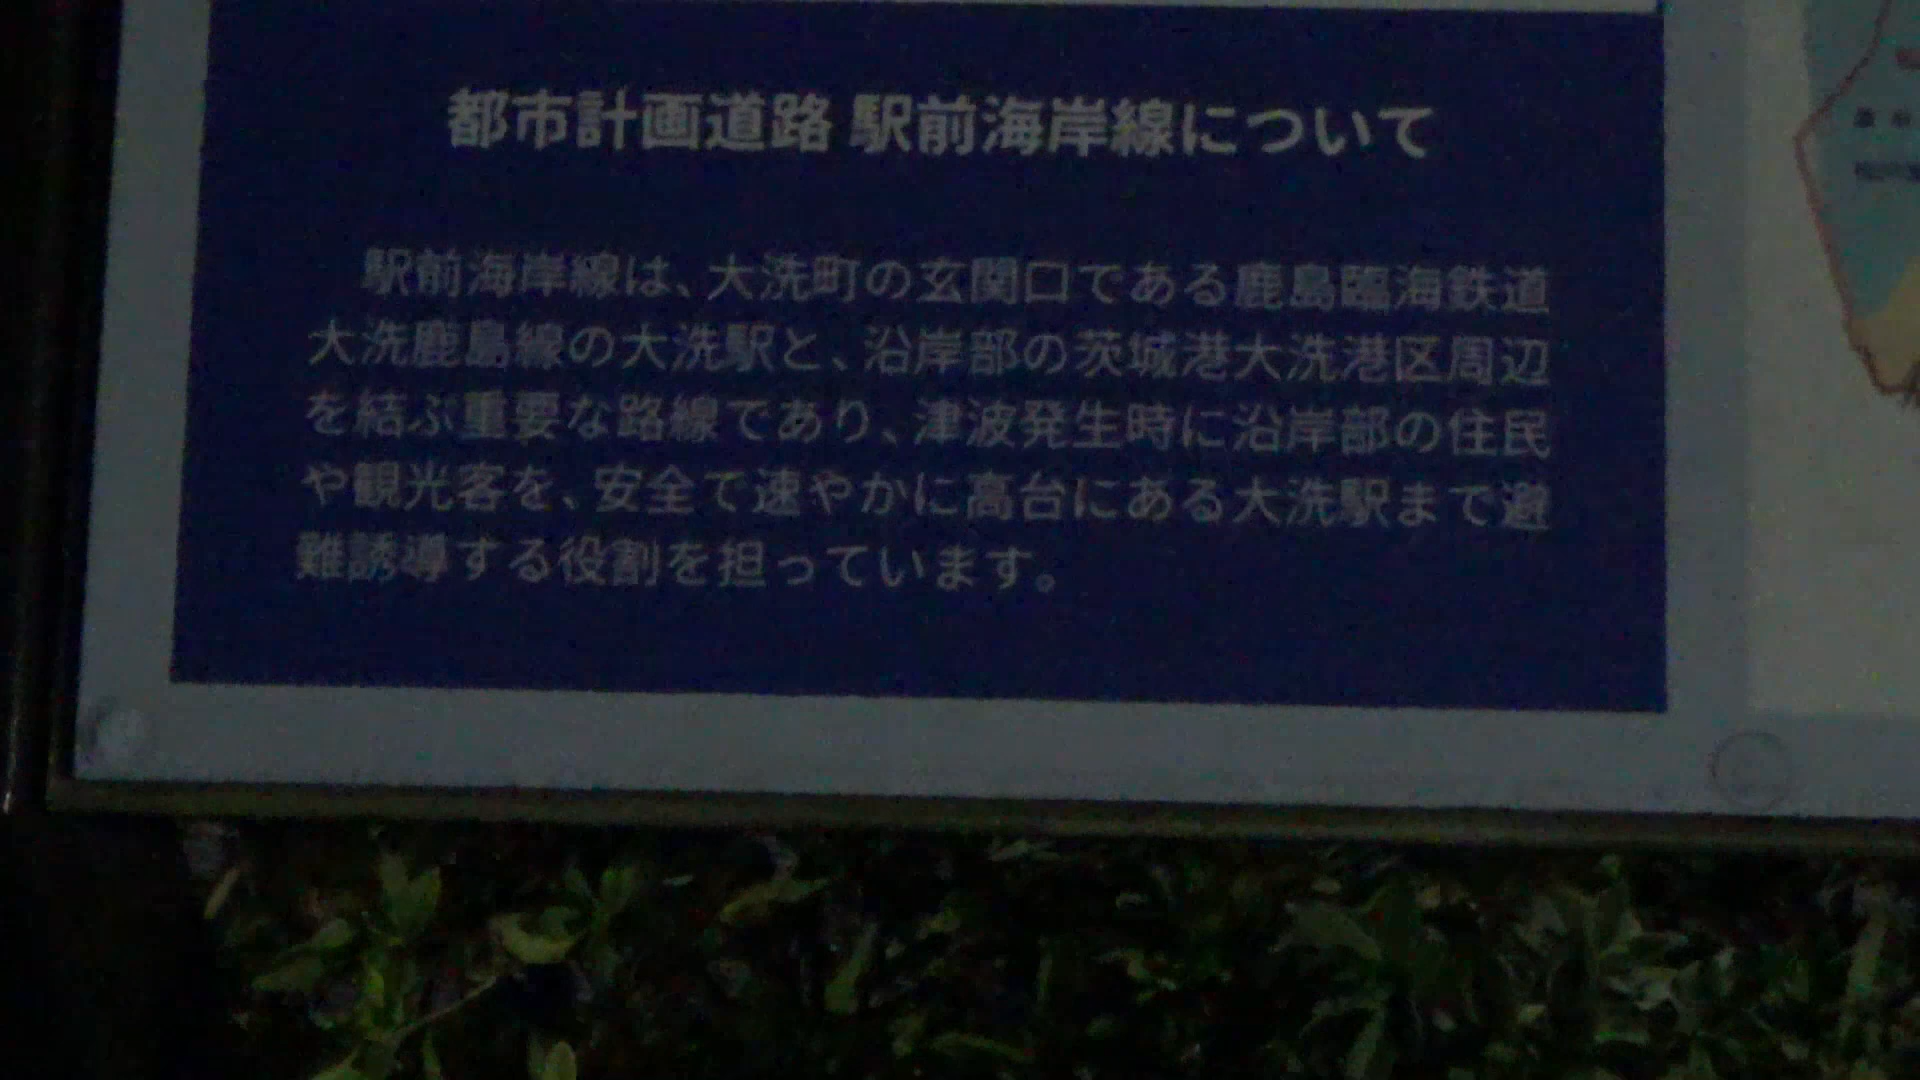 都市計画道路 駅前海岸線について
駅前海岸線は、大洗町の玄関口である鹿島臨海鉄道
大洗鹿島線の大洗駅と、沿岸部の茨城港大洗港区周辺
を結ぶ重要な路線であり、津波発生時に沿岸部の住民
や観光客を、安全で速やかに高台にある大洗駅まで避
難誘導する役割を担っています。